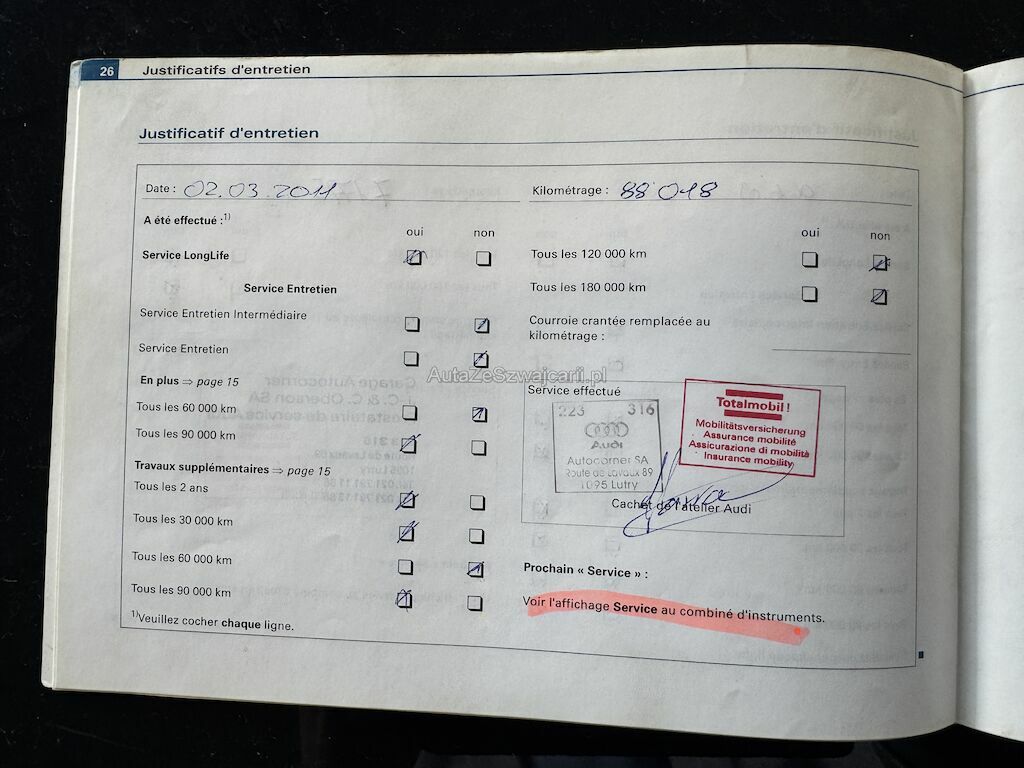 26 Justificatifs d'entretien
Justificatif d'entretien
Date : 02.03.2011
Kilométrage : 88 018
A été effectué :1)
oui non
Service LongLife
Service Entretien
Service Entretien Intermédiaire
Service Entretien
En plus ⇒ page 15
Tous les 60 000 km
Tous les 90 000 km
Travaux supplémentaires ⇒ page 15
Tous les 2 ans
Tous les 30 000 km
Tous les 60 000 km
Tous les 90 000 km
1)Veuillez cocher chaque ligne.
oui non
Tous les 120 000 km
Tous les 180 000 km
Courroie crantée remplacée au
kilométrage :
AutaZeSzwajcarii.pl
Service effectué
223 316
Audi
Autocorner SA
Route de Lavaux 89
1095 Lutry
Totalmobil!
Mobilitätsversicherung
Assurance mobilité
Assicurazione di mobilità
Insurance mobility
Cachet de l'atelier Audi
Prochain « Service » :
Voir l'affichage Service au combiné d'instruments.